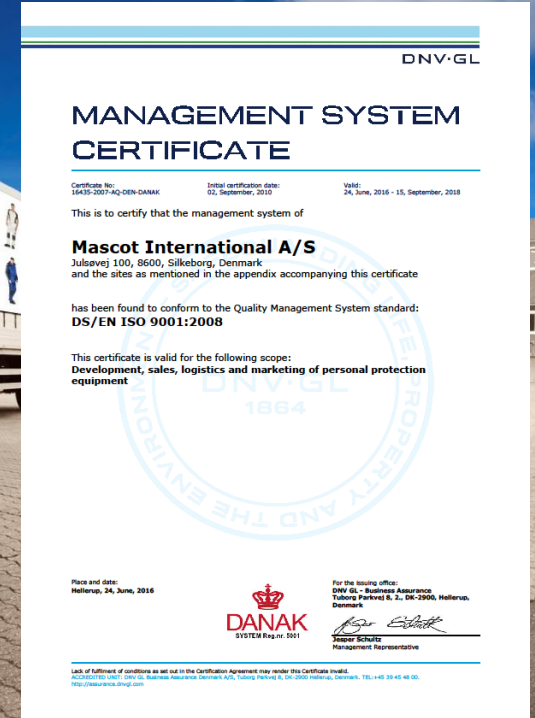 DNV·GL
MANAGEMENT SYSTEM
CERTIFICATE
Certificate No:
16435-2007-AQ-DEN-DANAK
Initial certification date:
02, September, 2010
Valid:
24, June, 2016 - 15, September, 2018
This is to certify that the management system of
Mascot International A/S
Julsøvej 100, 8600, Silkeborg, Denmark
and the sites as mentioned in the appendix accompanying this certificate
has been found to conform to the Quality Management System standard:
DS/EN ISO 9001:2008
This certificate is valid for the following scope:
Development, sales, logistics and marketing of personal protection
equipment
DNV·GL
1864
Place and date:
Hellerup, 24, June, 2016
DANAK
SYSTEM Reg.nr. 5001
For the issuing office:
DNV GL - Business Assurance
Tuborg Parkvej 8, 2., DK-2900, Hellerup,
Denmark
Jesper Schultz
Management Representative
Lack of fulfilment of conditions as set out in the Certification Agreement may render this Certificate invalid.
ACCREDITED UNIT: DNV GL Business Assurance Denmark A/S, Tuborg Parkvej 8, DK-2900 Hellerup, Denmark. TEL:+45 39 45 48 00.
http://assurance.dnvgl.com